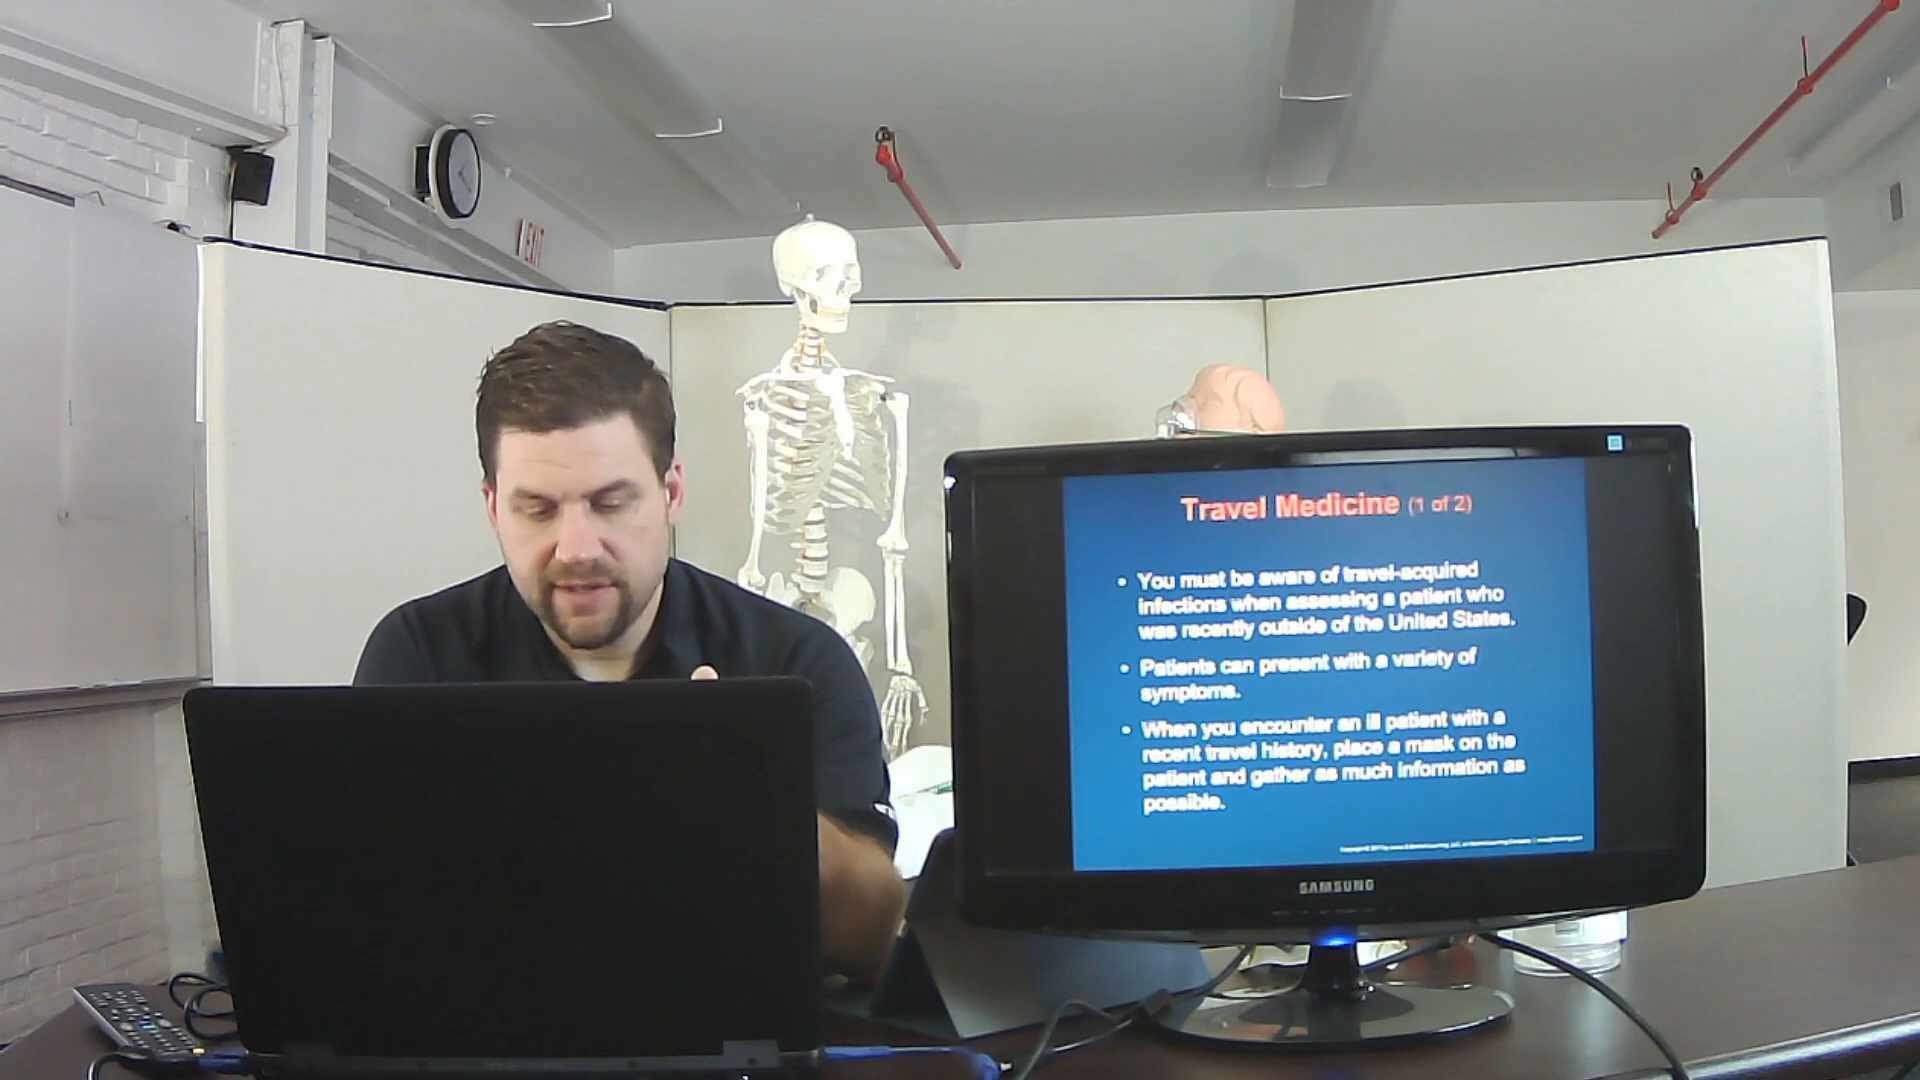 EXIT
Travel Medicine (1 of 2)
• You must be aware of travel-acquired
infections when assessing a patient who
was recently outside of the United States.
• Patients can present with a variety of
symptoms.
• When you encounter an ill patient with a
recent travel history, place a mask on the
patient and gather as much information as
possible.
SAMSUNG